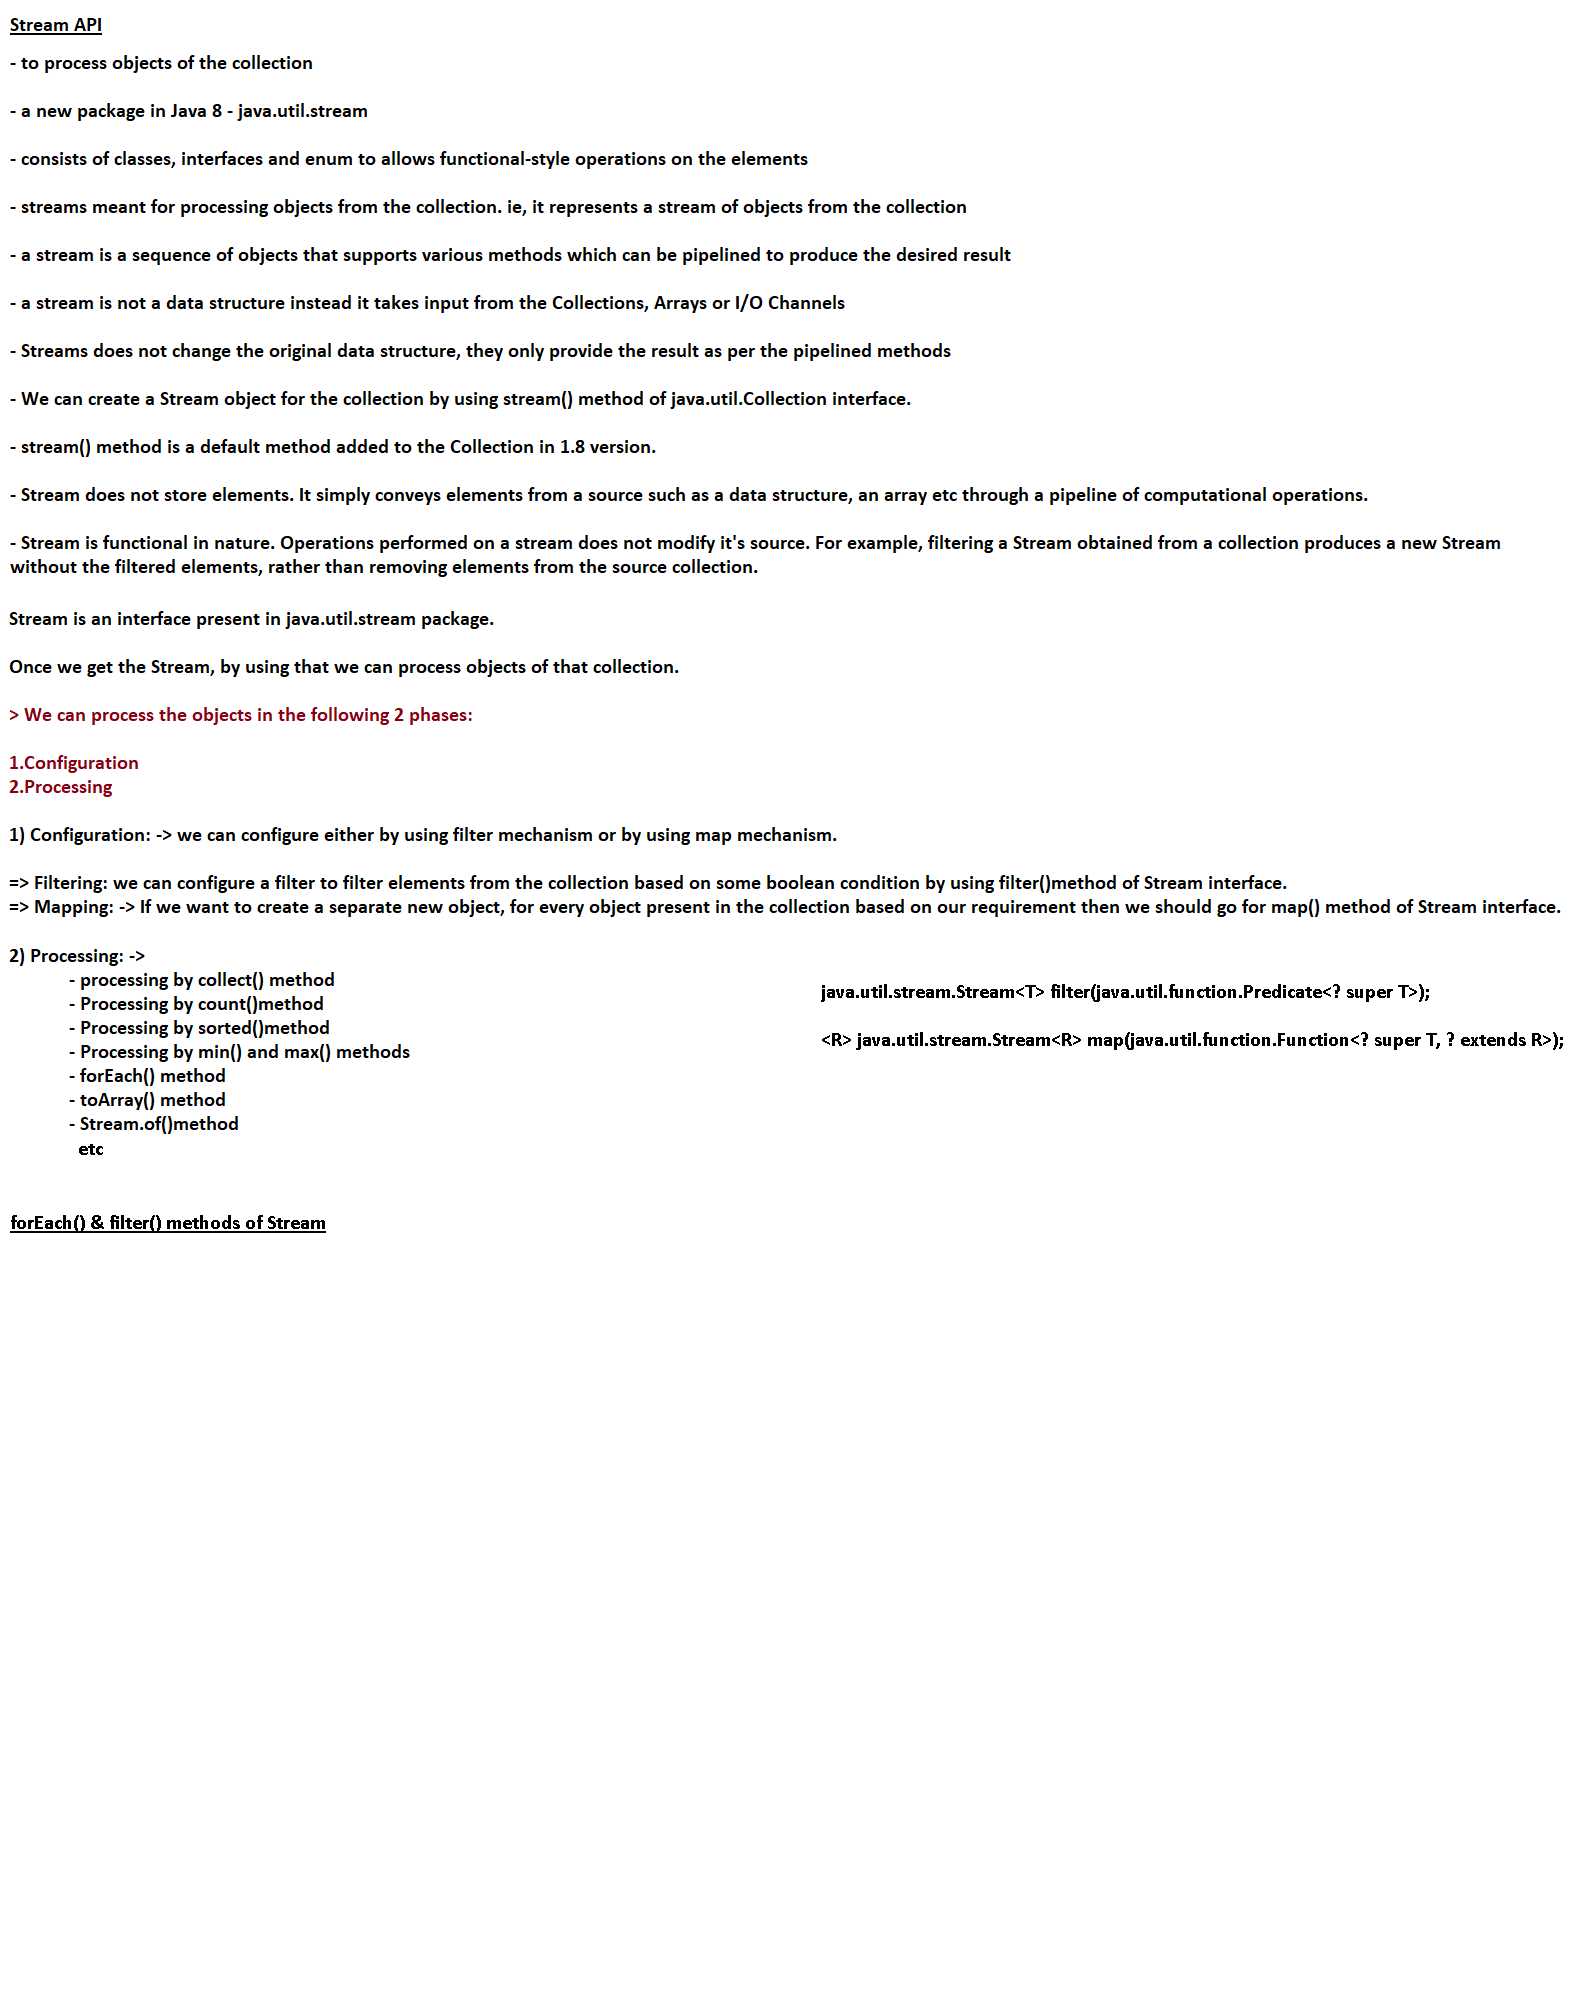 Stream API
- to process objects of the collection
- a new package in Java 8 - java.util.stream
- consists of classes, interfaces and enum to allows functional-style operations on the elements
- streams meant for processing objects from the collection. ie, it represents a stream of objects from the collection
- a stream is a sequence of objects that supports various methods which can be pipelined to produce the desired result
- a stream is not a data structure instead it takes input from the Collections, Arrays or I/O Channels
- Streams does not change the original data structure, they only provide the result as per the pipelined methods
- We can create a Stream object for the collection by using stream() method of java.util.Collection interface.
- stream() method is a default method added to the Collection in 1.8 version.
- Stream does not store elements. It simply conveys elements from a source such as a data structure, an array etc through a pipeline of computational operations.
- Stream is functional in nature. Operations performed on a stream does not modify it's source. For example, filtering a Stream obtained from a collection produces a new Stream
without the filtered elements, rather than removing elements from the source collection.
Stream is an interface present in java.util.stream package.
Once we get the Stream, by using that we can process objects of that collection.
> We can process the objects in the following 2 phases:
1.Configuration
2.Processing
1) Configuration: -> we can configure either by using filter mechanism or by using map mechanism.
=> Filtering: we can configure a filter to filter elements from the collection based on some boolean condition by using filter()method of Stream interface.
=> Mapping: -> If we want to create a separate new object, for every object present in the collection based on our requirement then we should go for map() method of Stream interface.
2) Processing: ->
- processing by collect() method
- Processing by count()method
- Processing by sorted()method
- Processing by min() and max() methods
- forEach() method
- toArray() method
- Stream.of()method
etc
java.util.stream.Stream<T> filter(java.util.function.Predicate<? super T>);
<R> java.util.stream.Stream<R> map(java.util.function.Function<? super T, ? extends R>);
forEach() & filter() methods of Stream